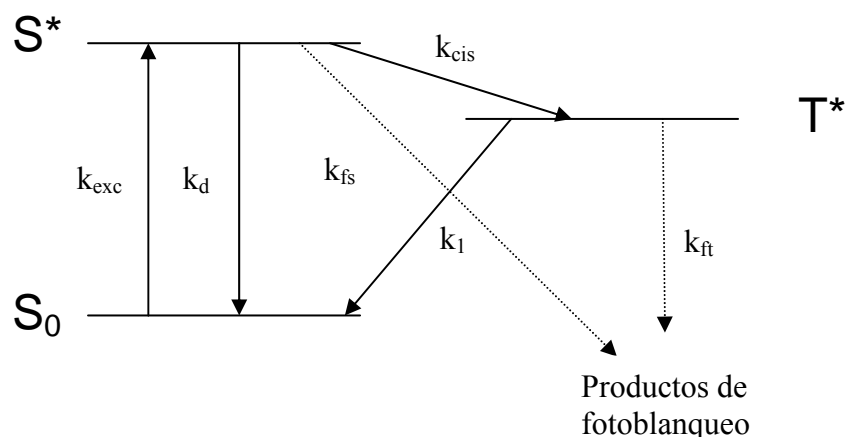 S*
k_cis
T*
k_exc
k_d
k_fs
k_1
k_ft
S_0
Productos de
fotoblanqueo